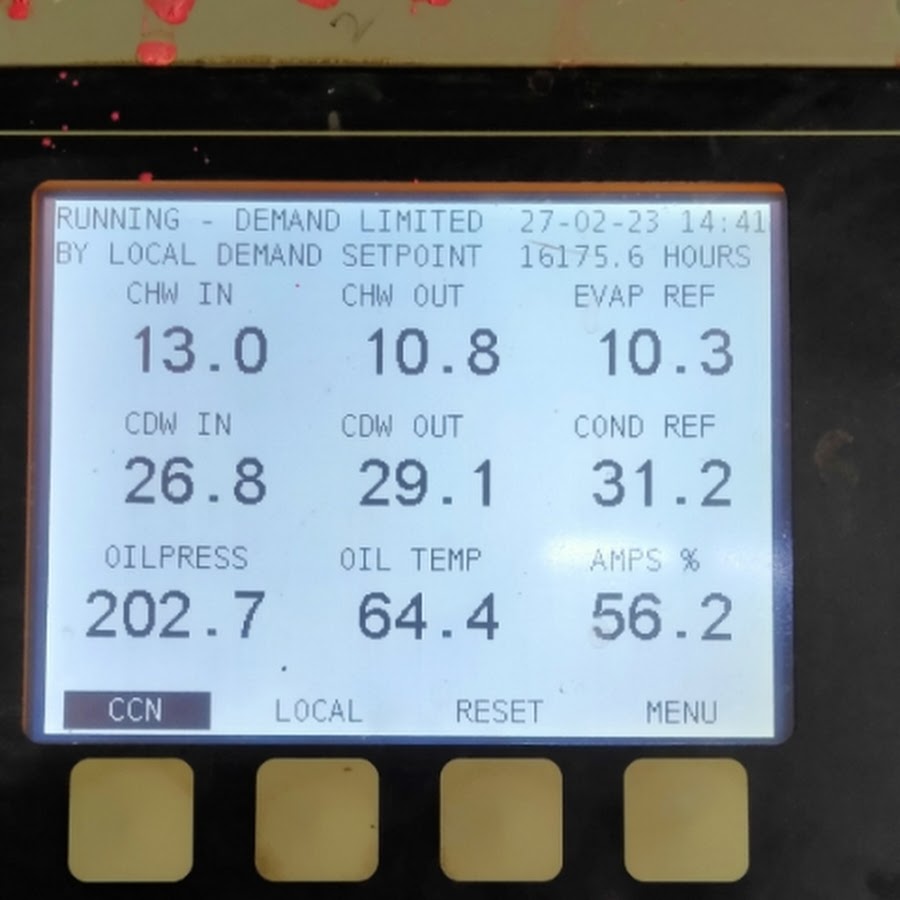 RUNNING - DEMAND LIMITED 27-02-23 14:41
BY LOCAL DEMAND SETPOINT 16175.6 HOURS
CHW IN CHW OUT EVAP REF
13.0 10.8 10.3
CDW IN CDW OUT COND REF
26.8 29.1 31.2
OILPRESS OIL TEMP AMPS %
202.7 64.4 56.2
CCN LOCAL RESET MENU